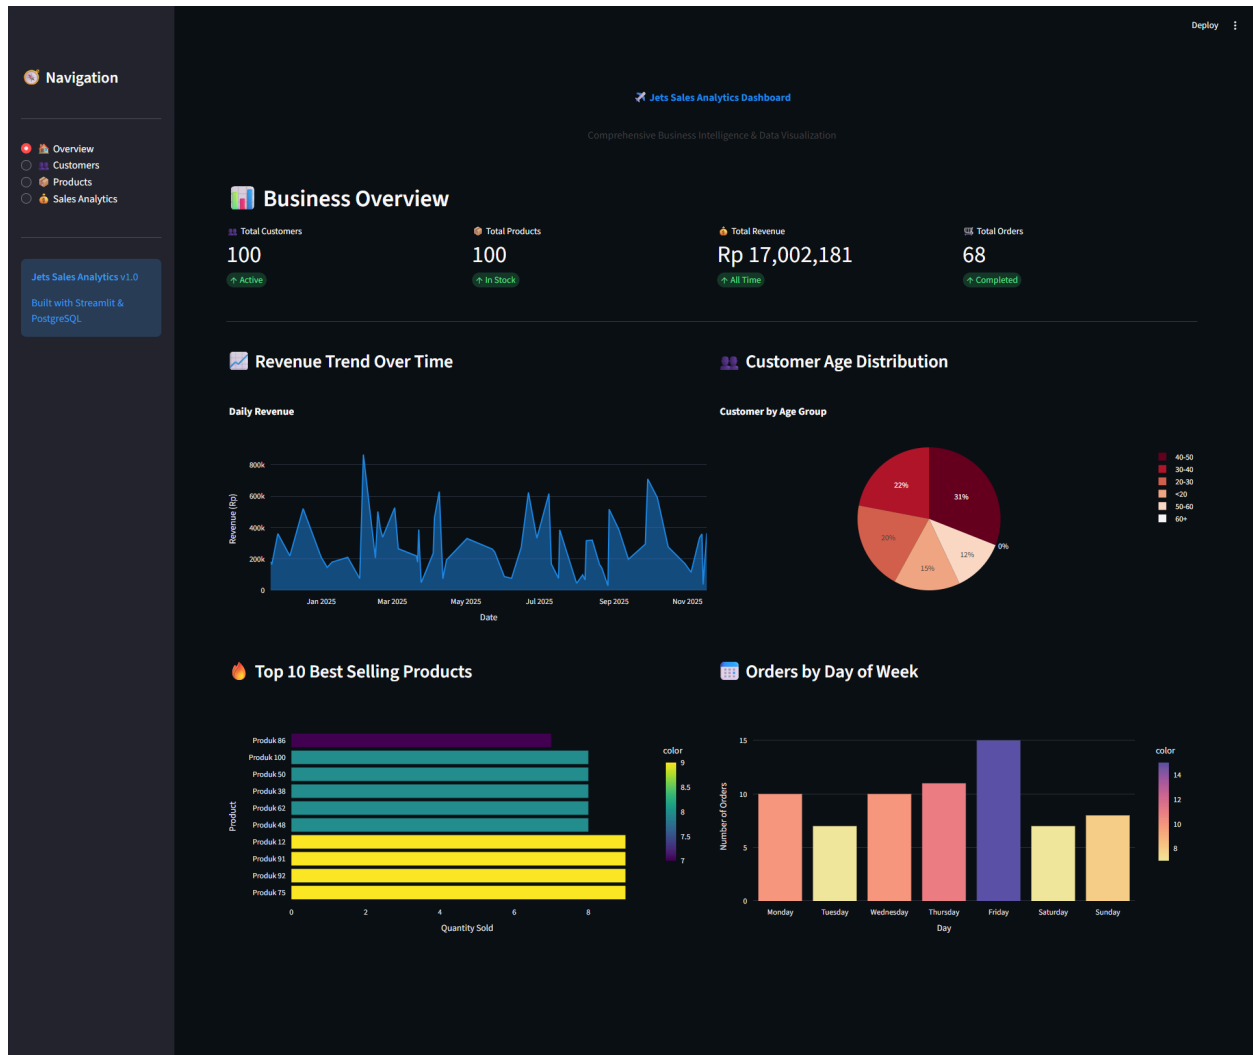 Deploy
Navigation
Overview
Customers
Products
Sales Analytics
Jets Sales Analytics v1.0
Built with Streamlit &
PostgreSQL
Jets Sales Analytics Dashboard
Comprehensive Business Intelligence & Data Visualization
Business Overview
Total Customers
100
↑ Active
Total Products
100
↑ In Stock
Total Revenue
Rp 17,002,181
↑ All Time
Total Orders
68
↑ Completed
Revenue Trend Over Time
Daily Revenue
Revenue (Rp)
800k
600k
400k
200k
0
Jan 2025
Mar 2025
May 2025
Jul 2025
Sep 2025
Nov 2025
Date
Customer Age Distribution
Customer by Age Group
31%
22%
20%
15%
12%
0%
40-50
30-40
20-30
<20
50-60
60+
Top 10 Best Selling Products
Product
Produk 86
Produk 100
Produk 50
Produk 38
Produk 62
Produk 48
Produk 12
Produk 91
Produk 92
Produk 75
0
2
4
6
8
Quantity Sold
color
9
8.5
8
7.5
7
Orders by Day of Week
Number of Orders
15
10
5
0
Monday
Tuesday
Wednesday
Thursday
Friday
Saturday
Sunday
Day
color
14
12
10
8